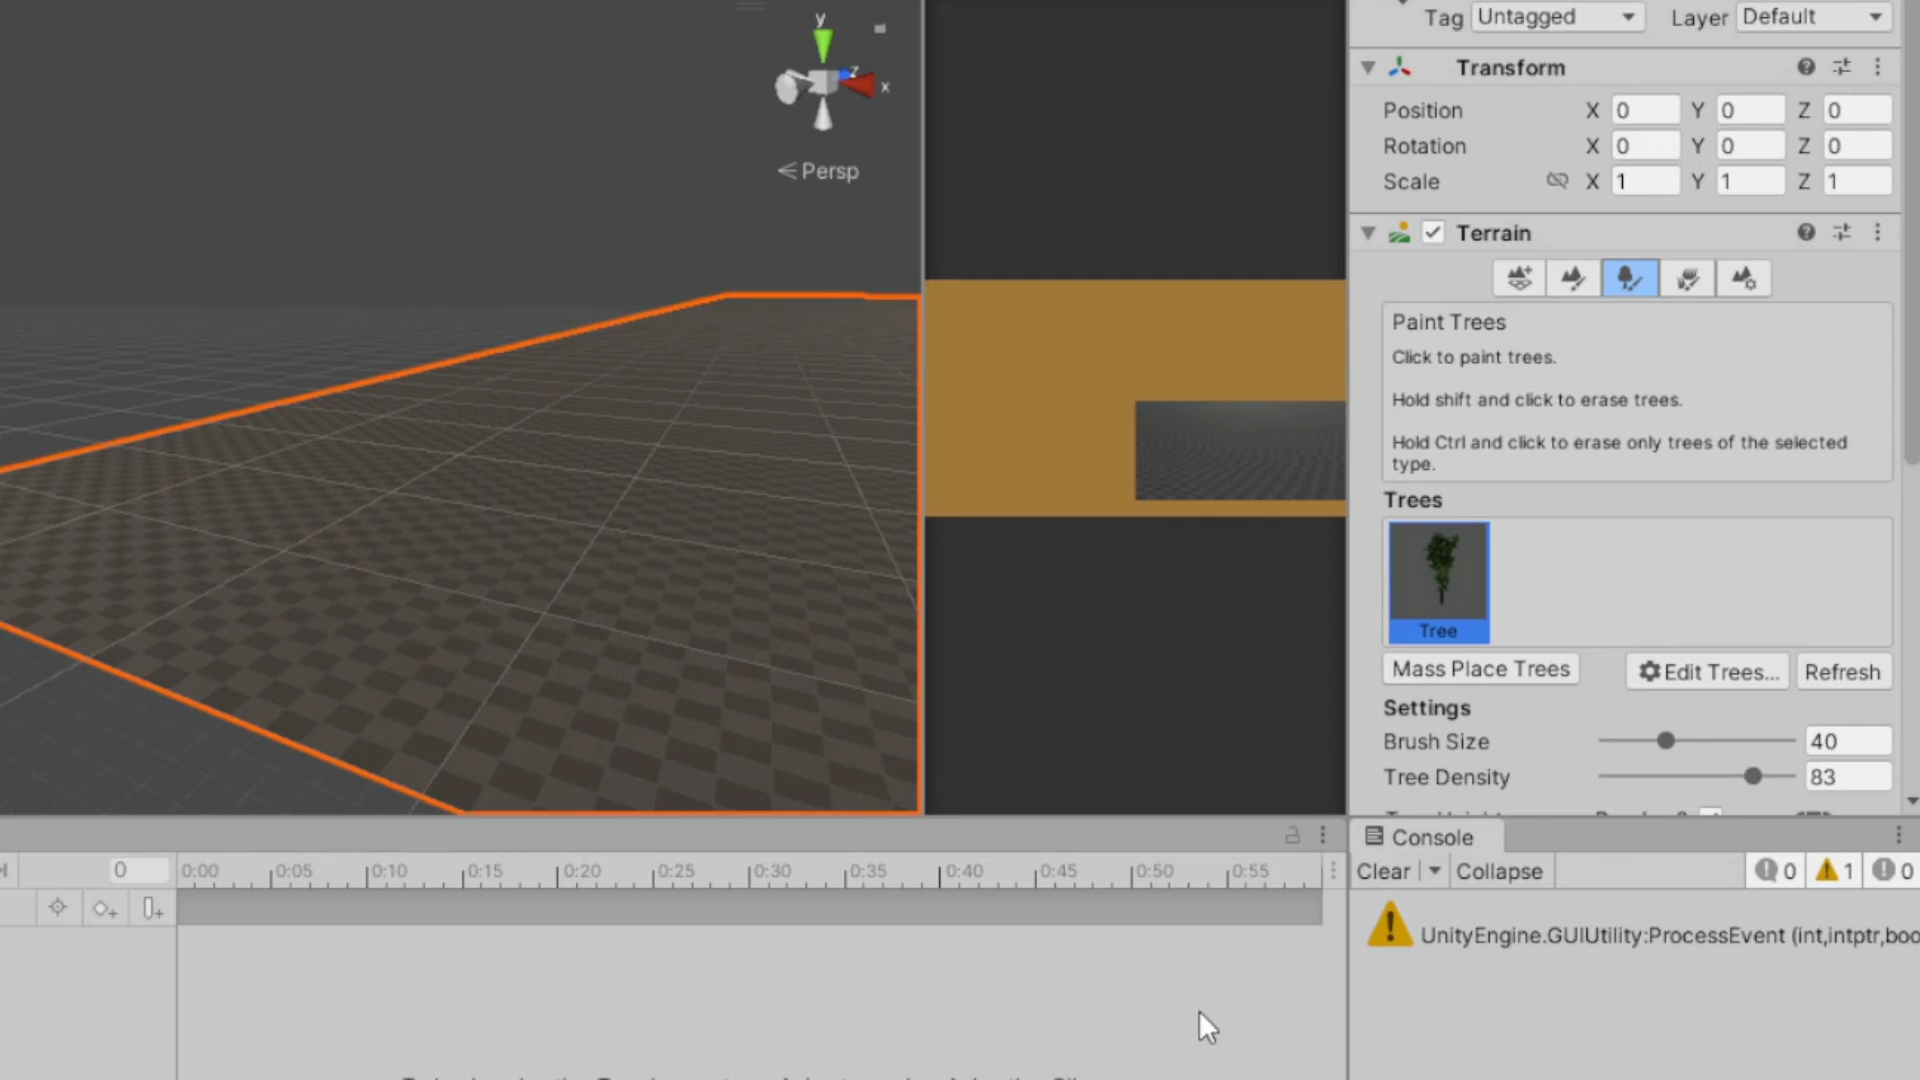 y
z
x
Persp
Tag Untagged Layer Default
Transform
Position X 0 Y 0 Z 0
Rotation X 0 Y 0 Z 0
Scale X 1 Y 1 Z 1
Terrain
Paint Trees
Click to paint trees.
Hold shift and click to erase trees.
Hold Ctrl and click to erase only trees of the selected
type.
Trees
Tree
Mass Place Trees Edit Trees... Refresh
Settings
Brush Size 40
Tree Density 83
0 0:00 0:05 0:10 0:15 0:20 0:25 0:30 0:35 0:40 0:45 0:50 0:55
Console
Clear Collapse 0 1 0
UnityEngine.GUIUtility:ProcessEvent (int,intptr,boo